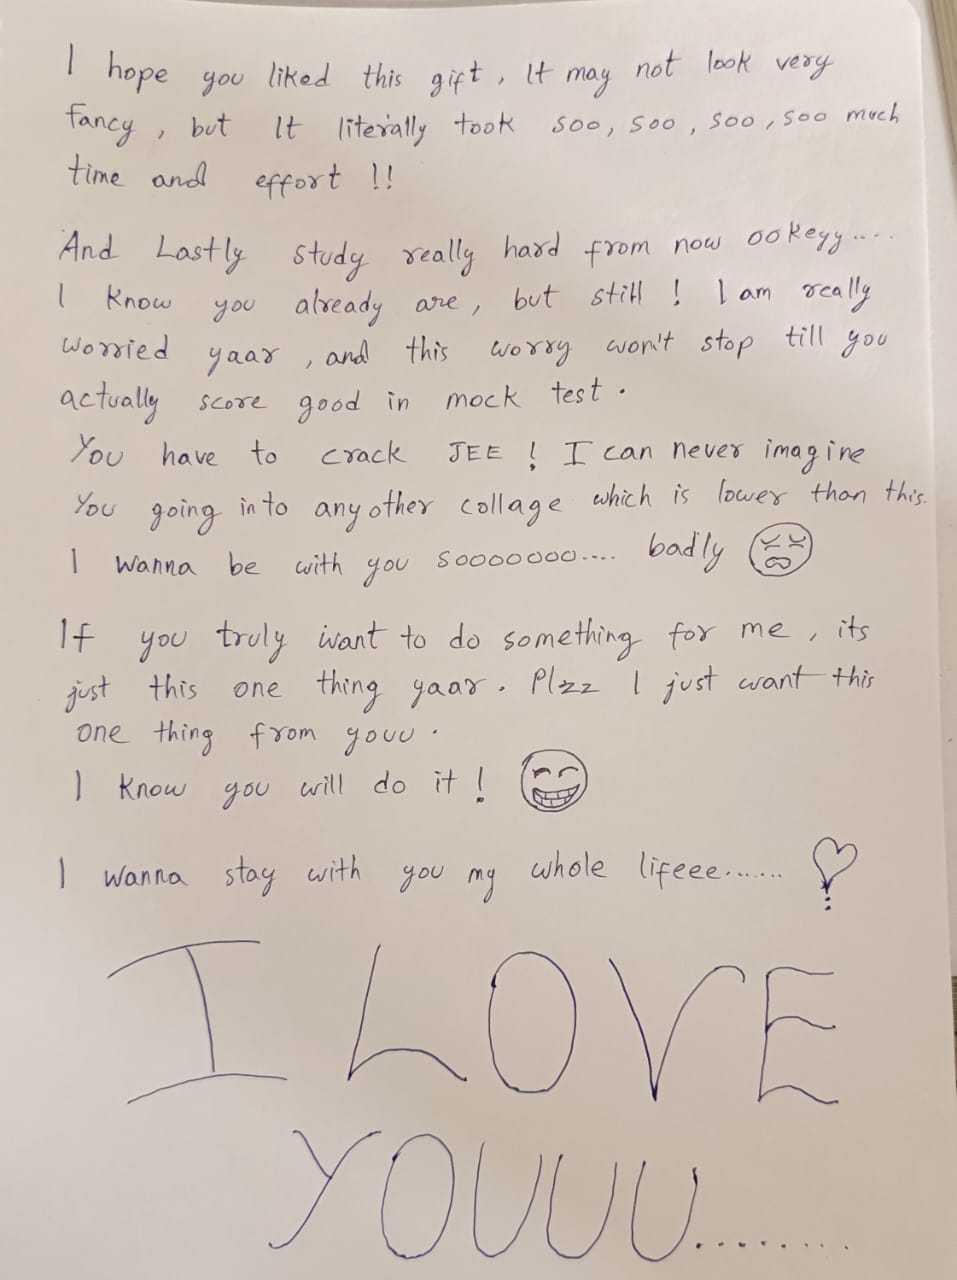 I hope you liked this gift, It may not look very
fancy, but It literally took soo, soo, soo, soo much
time and effort !!
And Lastly study really hard from now ookeyy....
I know you already are, but still ! I am really
worried yaar, and this worry won't stop till you
actually score good in mock test.
You have to crack JEE ! I can never imagine
You going into any other collage which is lower than this.
I wanna be with you sooooooo.... badly
If you truly want to do something for me, its
just this one thing yaar. Plzz I just want this
one thing from youu.
I know you will do it !
I wanna stay with you my whole lifeee......
I LOVE
YOUUU........